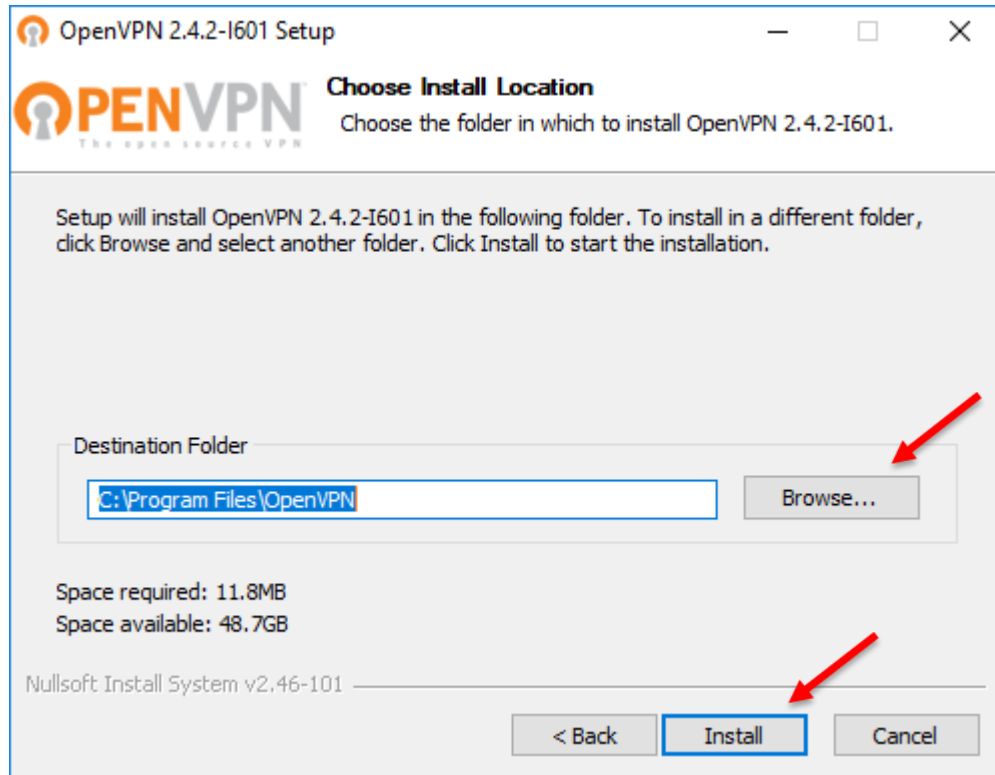 OpenVPN 2.4.2-I601 Setup
OPENVPN
The open source VPN
Choose Install Location
Choose the folder in which to install OpenVPN 2.4.2-I601.
Setup will install OpenVPN 2.4.2-I601 in the following folder. To install in a different folder,
click Browse and select another folder. Click Install to start the installation.
Destination Folder
C:\Program Files\OpenVPN
Browse...
Space required: 11.8MB
Space available: 48.7GB
Nullsoft Install System v2.46-101
< Back
Install
Cancel